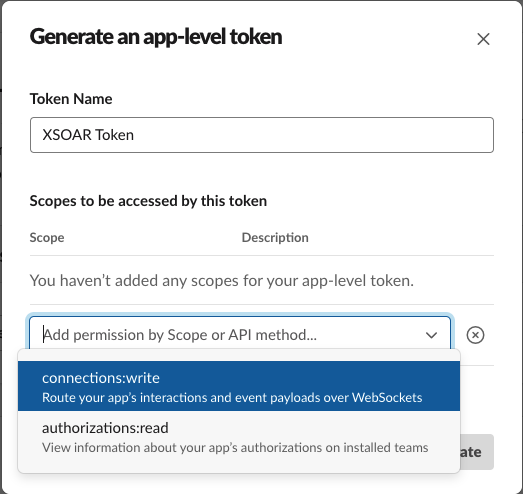 Generate an app-level token
Token Name
XSOAR Token
Scopes to be accessed by this token
Scope Description
You haven’t added any scopes for your app-level token.
Add permission by Scope or API method...
connections:write
Route your app’s interactions and event payloads over WebSockets
authorizations:read
View information about your app’s authorizations on installed teams
ate